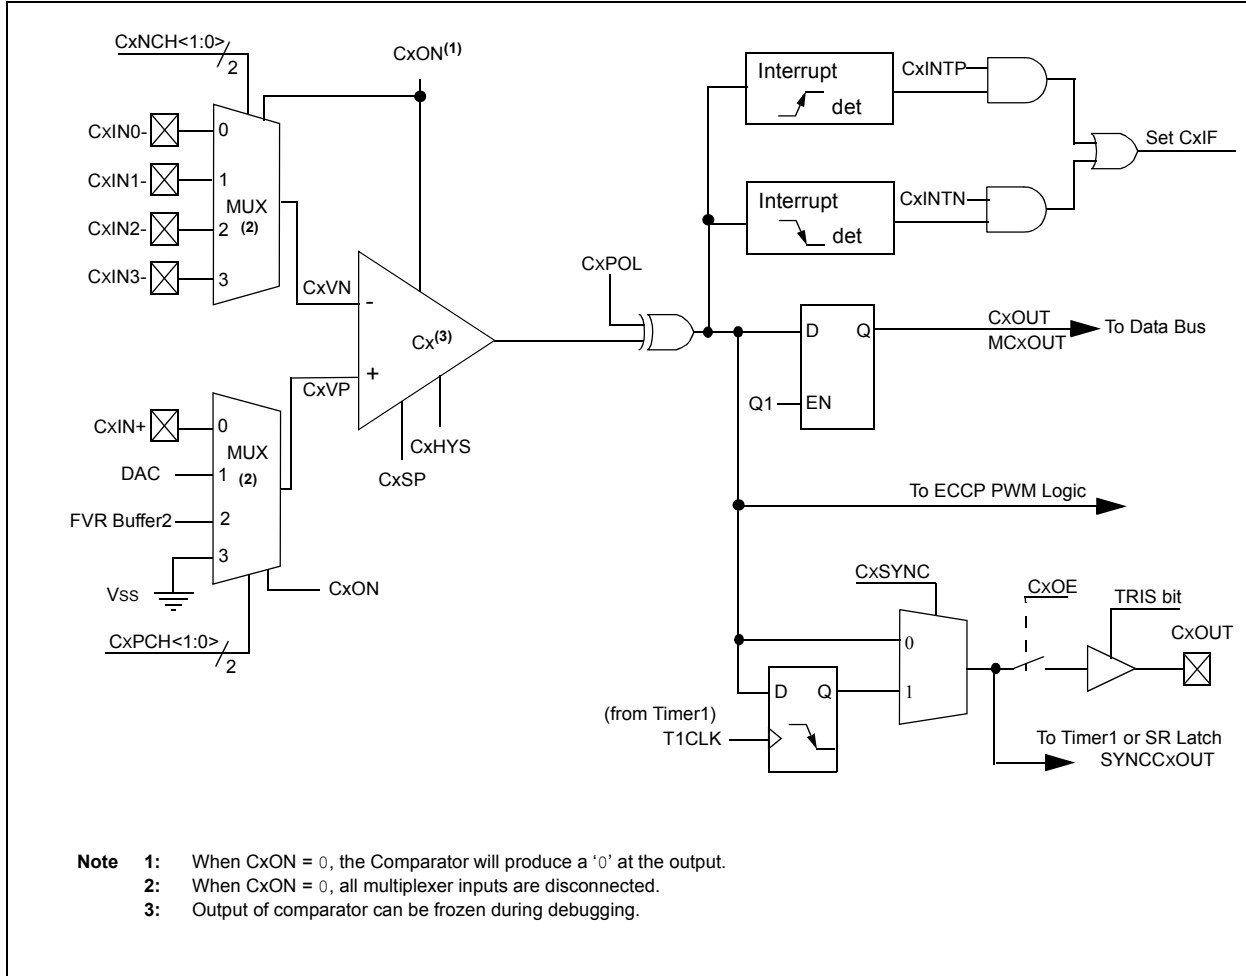 CxNCH<1:0>
2
CxON(1)
CxIN0-
0
CxIN1-
1
MUX
(2)
CxIN2-
2
CxIN3-
3
CxVN
-
Cx(3)
+
CxVP
CxHYS
CxSP
CxIN+
0
MUX
(2)
DAC
1
FVR Buffer2
2
3
VSS
CxON
CxPCH<1:0>
2
CxPOL
Interrupt
det
CxINTP
Set CxIF
Interrupt
det
CxINTN
D
Q
Q1
EN
CxOUT
MCxOUT
To Data Bus
To ECCP PWM Logic
CxSYNC
0
1
CxOE
TRIS bit
CxOUT
D
Q
(from Timer1)
T1CLK
To Timer1 or SR Latch
SYNCCxOUT
Note 1: When CxON = 0, the Comparator will produce a ‘0’ at the output.
2: When CxON = 0, all multiplexer inputs are disconnected.
3: Output of comparator can be frozen during debugging.